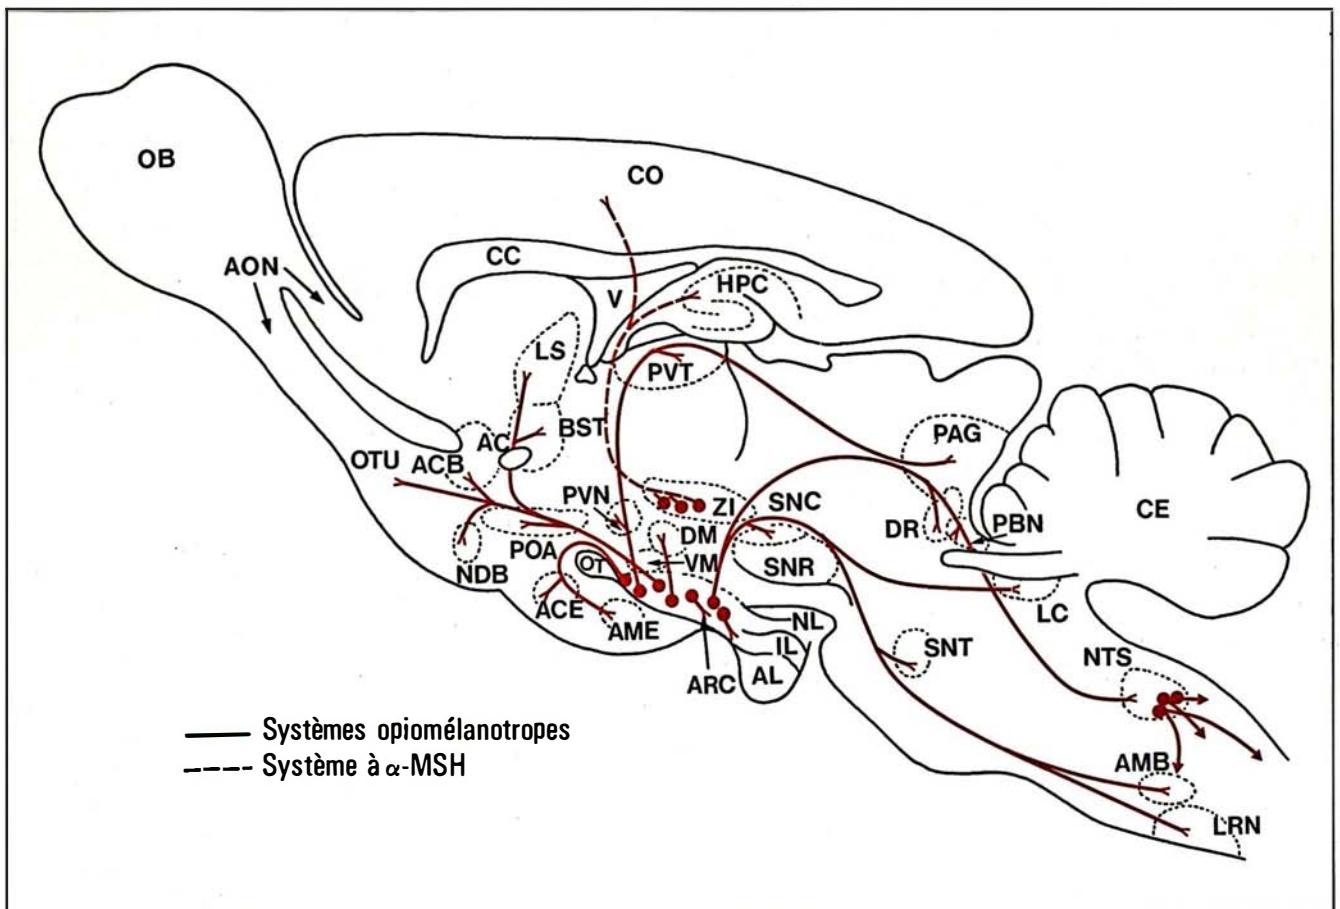 OB
CO
AON
CC
V
HPC
LS
PVT
AC
BST
PAG
OTU
ACB
PVN
ZI
SNC
DR
PBN
CE
DM
POA
OT
VM
SNR
NDB
ACE
AME
NL
LC
IL
SNT
NTS
ARC
AL
Systèmes opiomélanotropes
Système à α-MSH
AMB
LRN